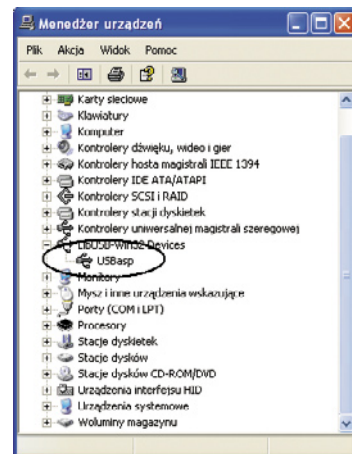 Menedżer urządzeń
Plik Akcja Widok Pomoc
Karty sieciowe
Klawiatury
Komputer
Kontrolery dźwięku, wideo i gier
Kontrolery hosta magistrali IEEE 1394
Kontrolery IDE ATA/ATAPI
Kontrolery SCSI i RAID
Kontrolery stacji dyskietek
Kontrolery uniwersalnej magistrali szeregowej
LibUSB-Win32 Devices
USBasp
Monitory
Mysz i inne urządzenia wskazujące
Porty (COM i LPT)
Procesory
Stacje dyskietek
Stacje dysków
Stacje dysków CD-ROM/DVD
Urządzenia interfejsu HID
Urządzenia systemowe
Woluminy magazynu